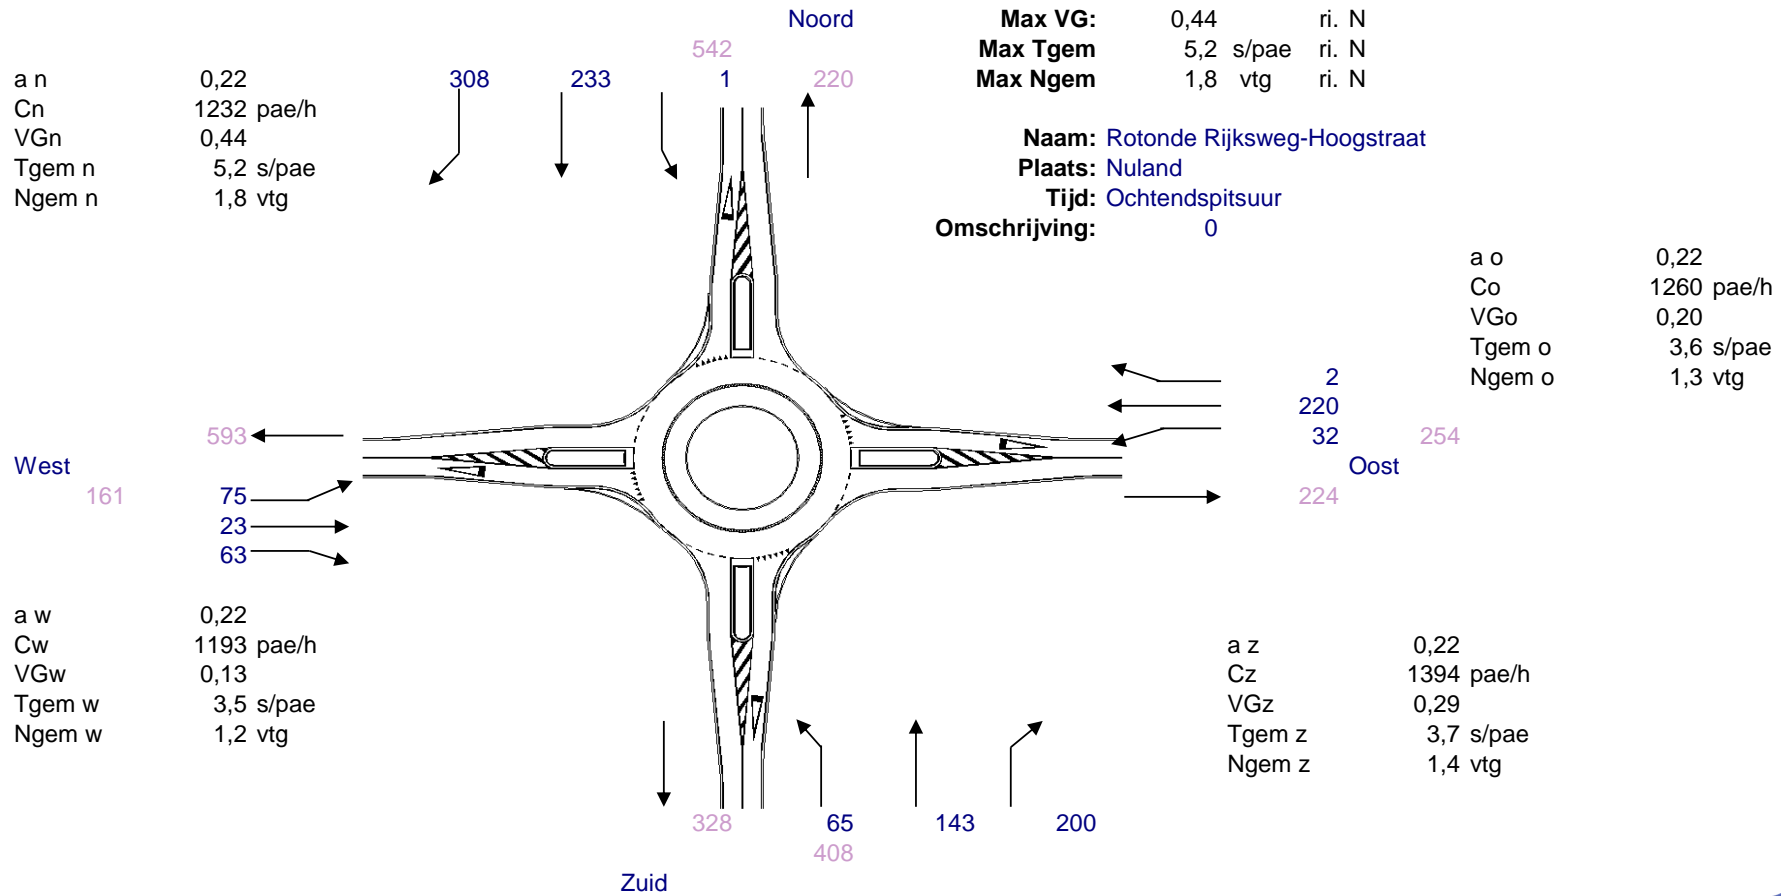 Noord
Max VG: 0,44 ri. N
542
Max Tgem 5,2 s/pae ri. N
a n 0,22
308 233 1 220
Max Ngem 1,8 vtg ri. N
Cn 1232 pae/h
VGn 0,44
Naam: Rotonde Rijksweg-Hoogstraat
Tgem n 5,2 s/pae
Plaats: Nuland
Ngem n 1,8 vtg
Tijd: Ochtendspitsuur
Omschrijving: 0
a o 0,22
Co 1260 pae/h
VGo 0,20
Tgem o 3,6 s/pae
Ngem o 1,3 vtg
2
220
593
32 254
West
Oost
161 75
224
23
63
a w 0,22
Cw 1193 pae/h
VGw 0,13
Tgem w 3,5 s/pae
Ngem w 1,2 vtg
a z 0,22
Cz 1394 pae/h
VGz 0,29
Tgem z 3,7 s/pae
Ngem z 1,4 vtg
328 65 143 200
408
Zuid